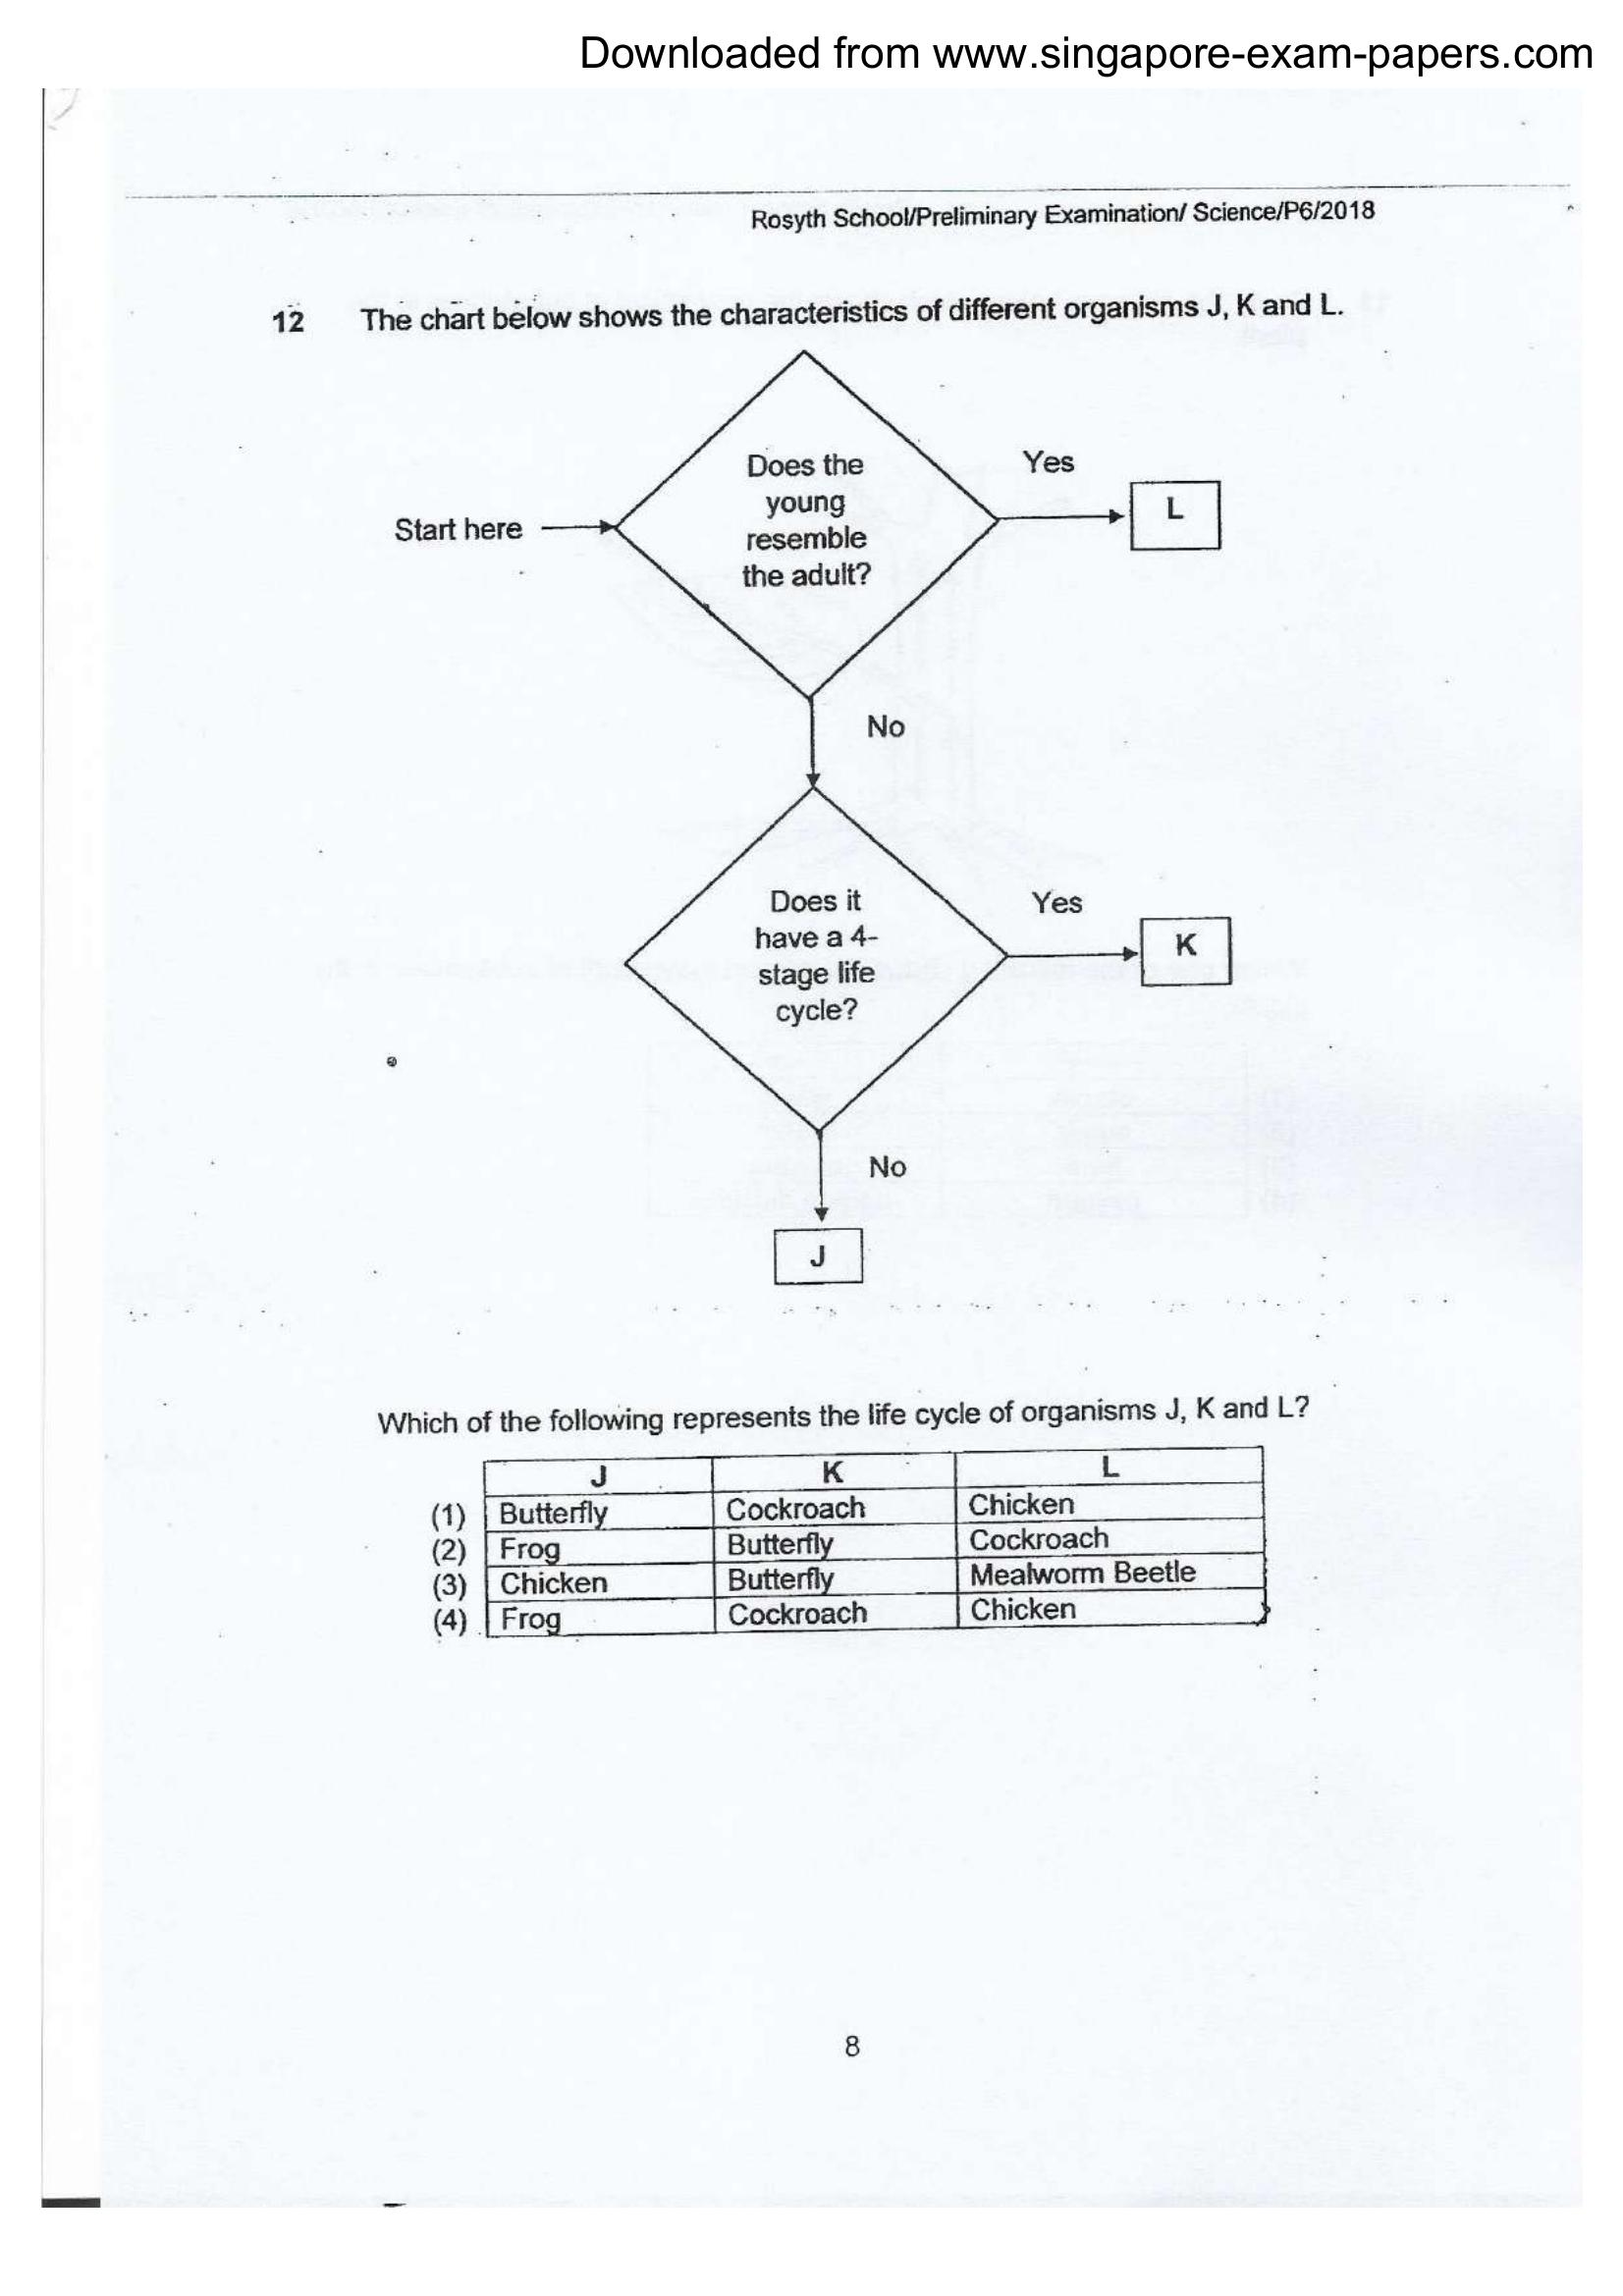 Downloaded from www.singapore-exam-papers.com
Rosyth School/Preliminary Examination/ Science/P6/2018
12 The chart below shows the characteristics of different organisms J, K and L.
Does the
young
resemble
the adult?
Yes
L
Start here
No
Does it
have a 4-
stage life
cycle?
Yes
K
No
J
Which of the following represents the life cycle of organisms J, K and L?
J K L
(1) Butterfly Cockroach Chicken
(2) Frog Butterfly Cockroach
(3) Chicken Butterfly Mealworm Beetle
(4) Frog Cockroach Chicken
8